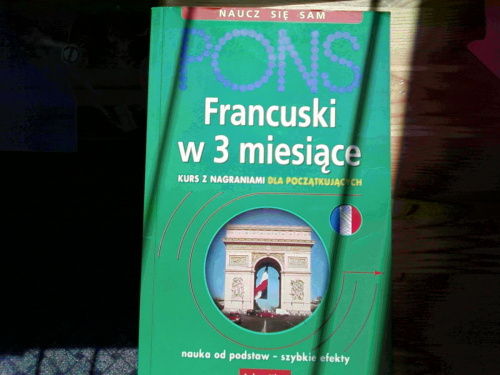 NAUCZ SIĘ SAM
PONS
Francuski
w 3 miesiące
KURS Z NAGRANIAMI DLA POCZĄTKUJĄCYCH
nauka od podstaw – szybkie efekty